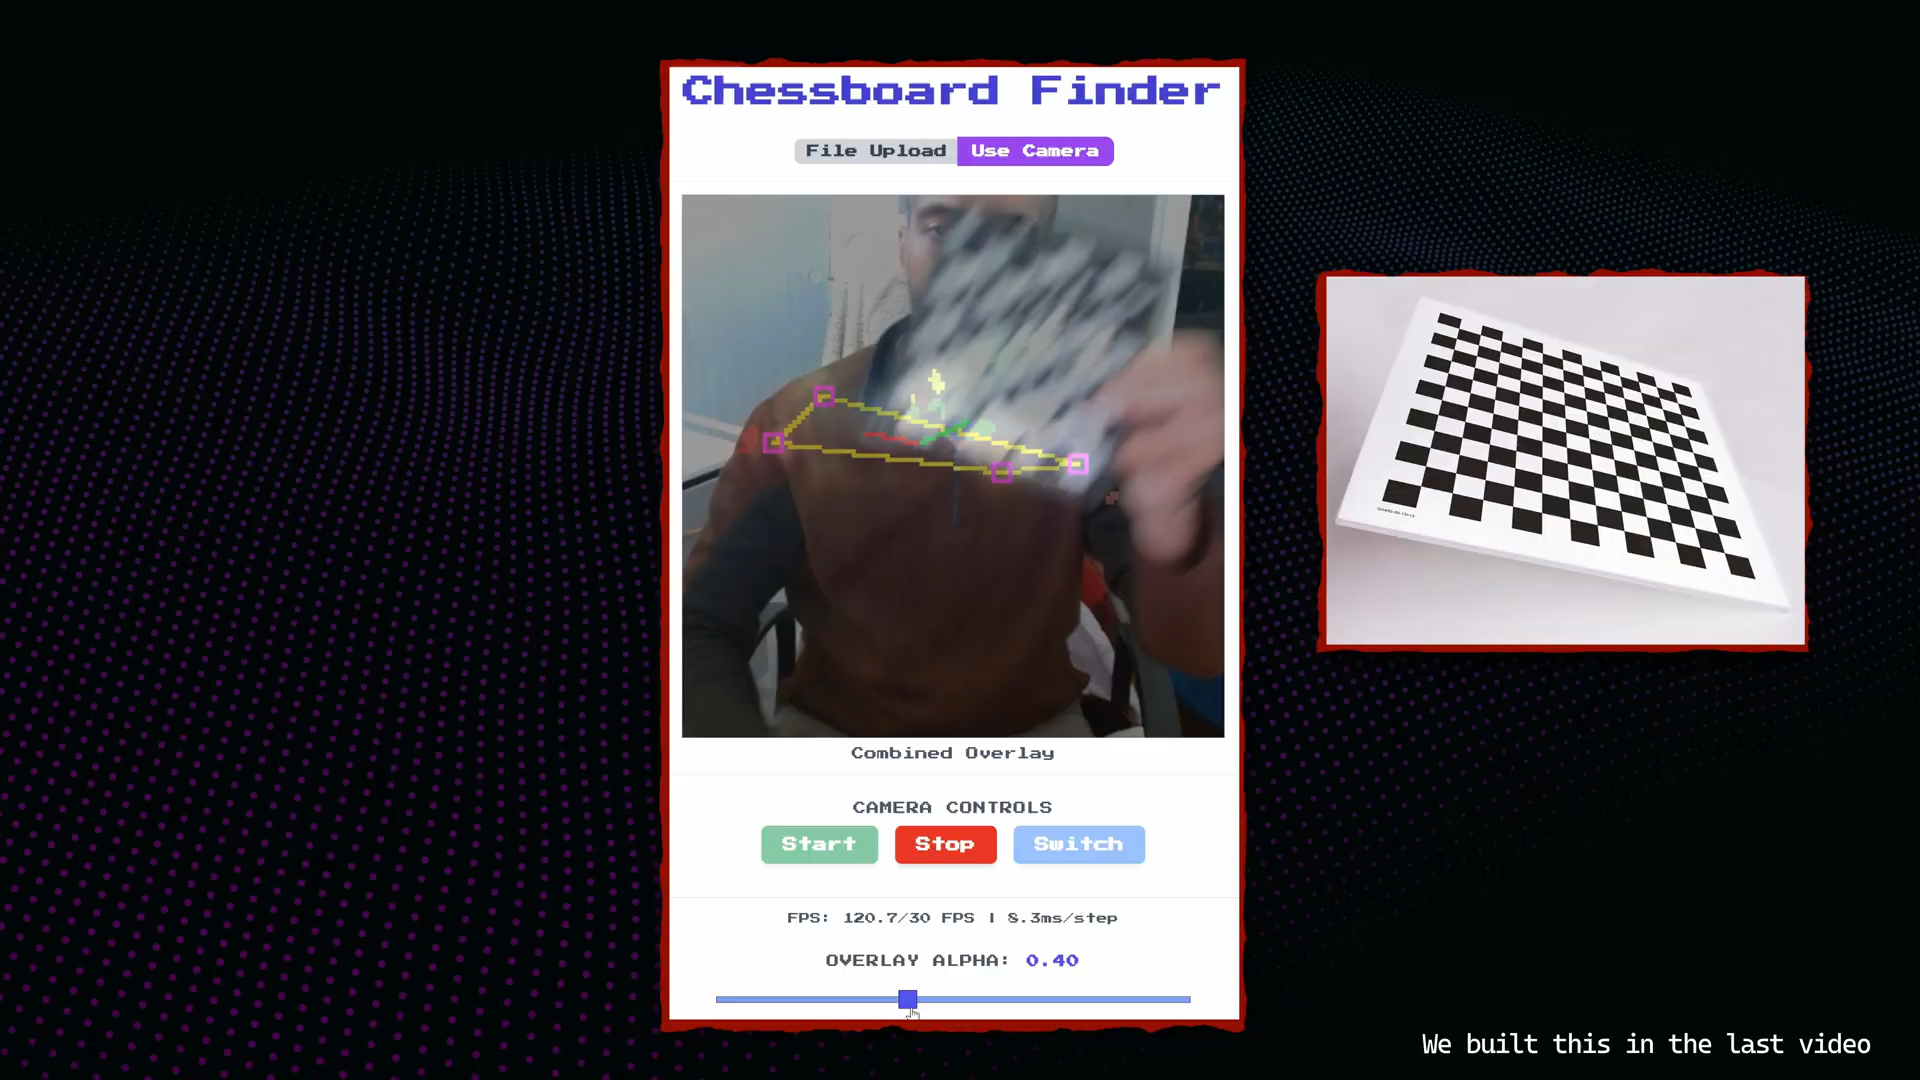 Chessboard Finder
File Upload Use Camera
Combined Overlay
CAMERA CONTROLS
Start Stop Switch
FPS: 120.7/30 FPS | 8.3ms/step
OVERLAY ALPHA: 0.40
We built this in the last video